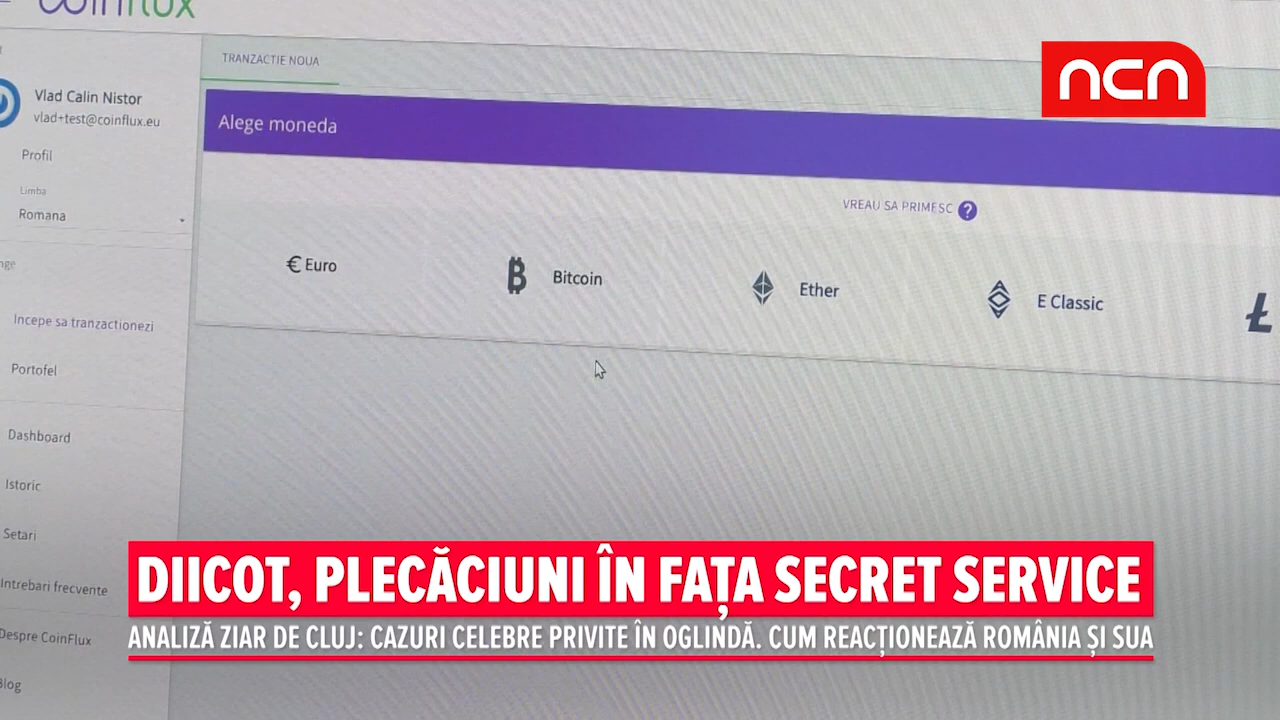 coinflux
TRANZACTIE NOUA
ncn
Vlad Calin Nistor
vlad+test@coinflux.eu
Alege moneda
Profil
Limba
Romana
VREAU SA PRIMESC ?
€ Euro
Bitcoin
Ether
E Classic
Incepe sa tranzactionezi
Portofel
Dashboard
Istoric
Setari
Intrebari frecvente
Despre CoinFlux
Blog
DIICOT, PLECĂCIUNI ÎN FAȚA SECRET SERVICE
ANALIZĂ ZIAR DE CLUJ: CAZURI CELEBRE PRIVITE ÎN OGLINDĂ. CUM REACȚIONEAZĂ ROMÂNIA ȘI SUA